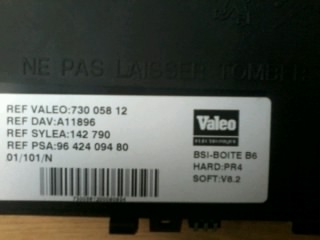 NE PAS LAISSER TOMBER
REF VALEO:730 058 12
REF DAV:A11896
REF SYLEA:142 790
REF PSA:96 424 094 80
01/101/N
Valeo
BSI-BOITE B6
HARD:PR4
SOFT:V8.2